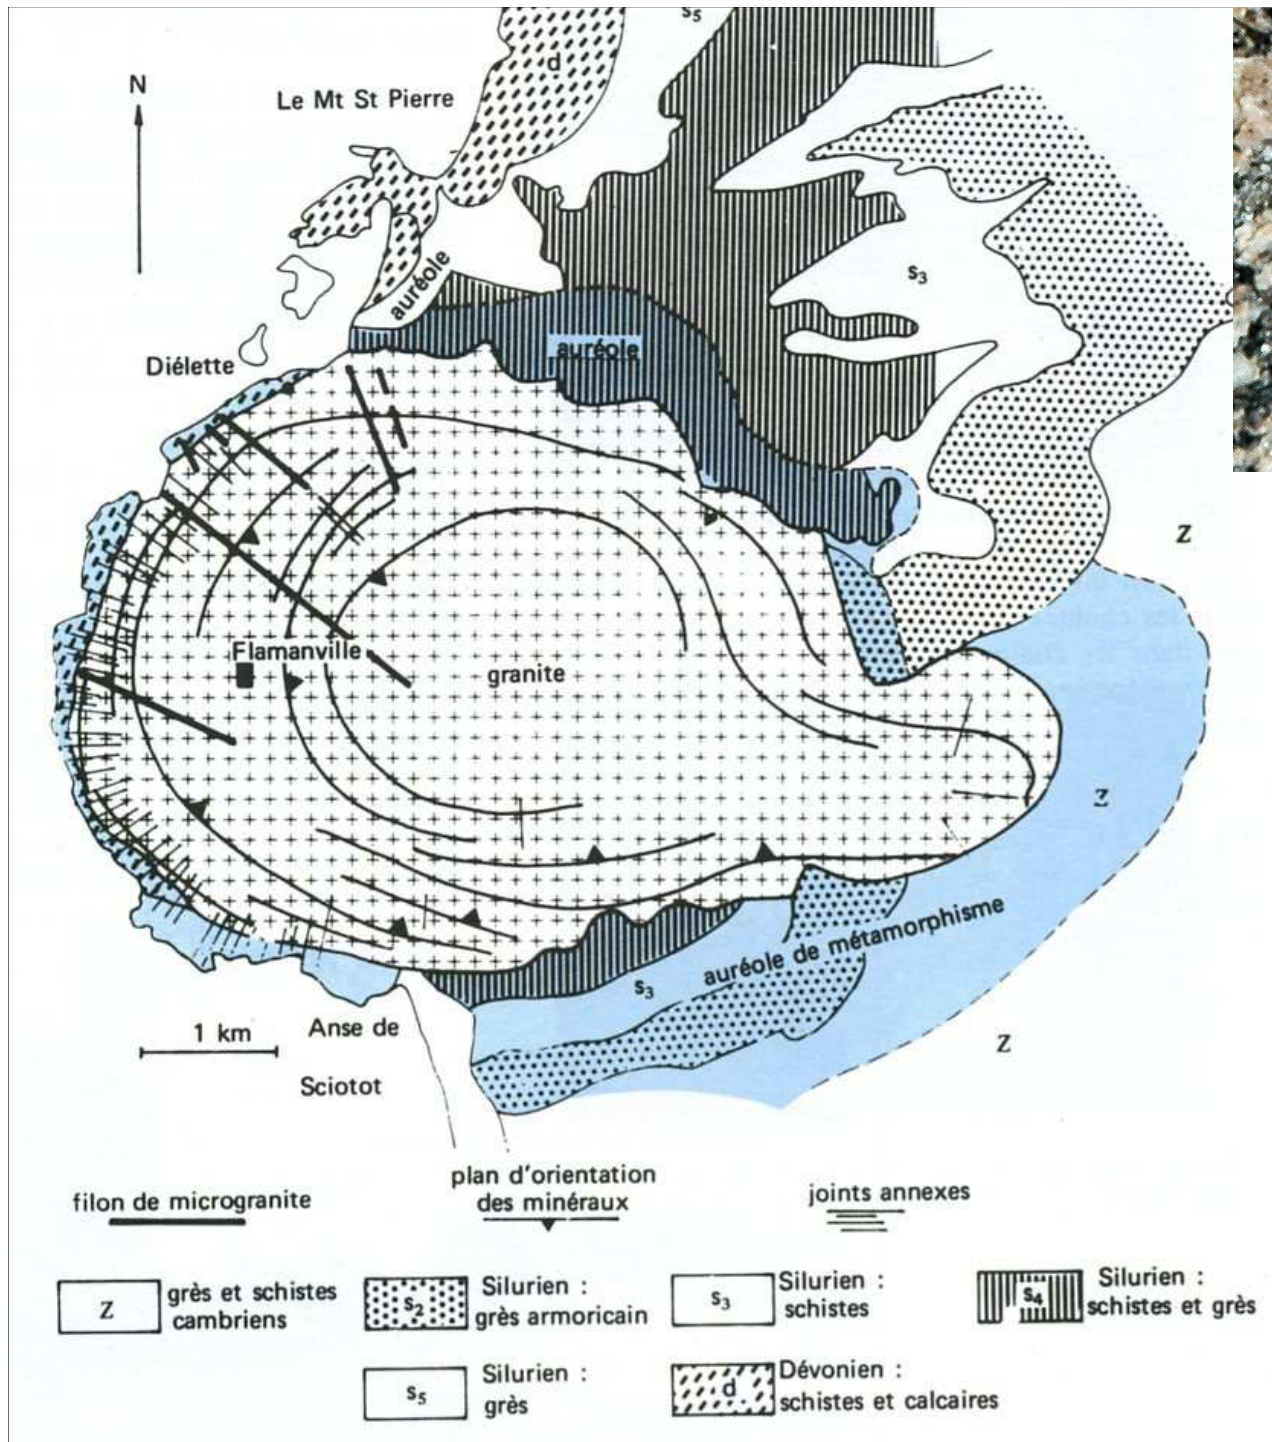 s5
d
N
Le Mt St Pierre
auréole
s3
Diélette
auréole
Z
Flamanville
granite
Z
auréole de métamorphisme
s3
1 km
Anse de
Sciotot
Z
filon de microgranite
plan d'orientation
des minéraux
joints annexes
Z
grès et schistes
cambriens
s2
Silurien :
grès armoricain
s3
Silurien :
schistes
s4
Silurien :
schistes et grès
s5
Silurien :
grès
d
Dévonien :
schistes et calcaires